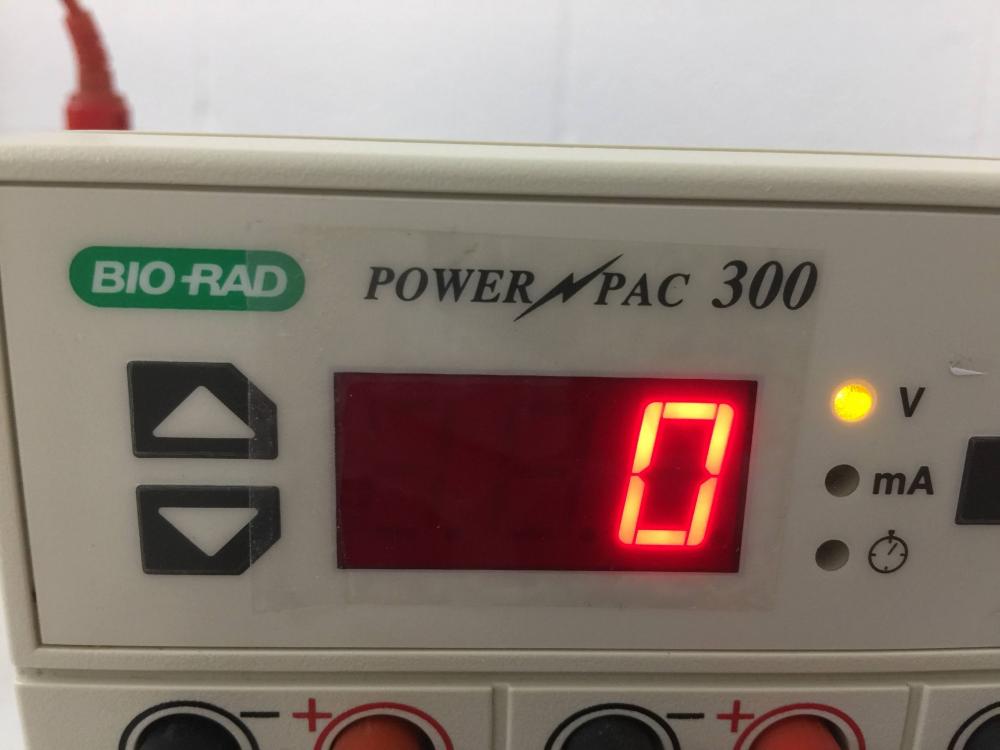 BIO-RAD
POWER PAC 300
0
V
mA
− +
− +